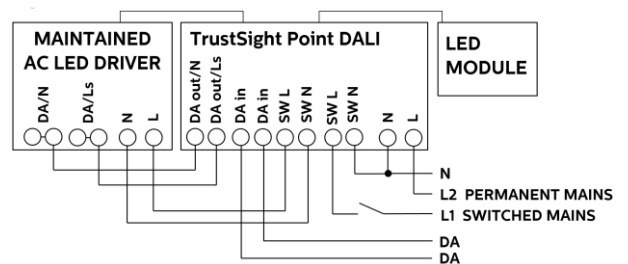 MAINTAINED
AC LED DRIVER
TrustSight Point DALI
LED
MODULE
DA/N
DA/Ls
N
L
DA out/N
DA out/Ls
DA in
DA in
SW L
SW N
SW L
SW N
N
L
N
L2 PERMANENT MAINS
L1 SWITCHED MAINS
DA
DA